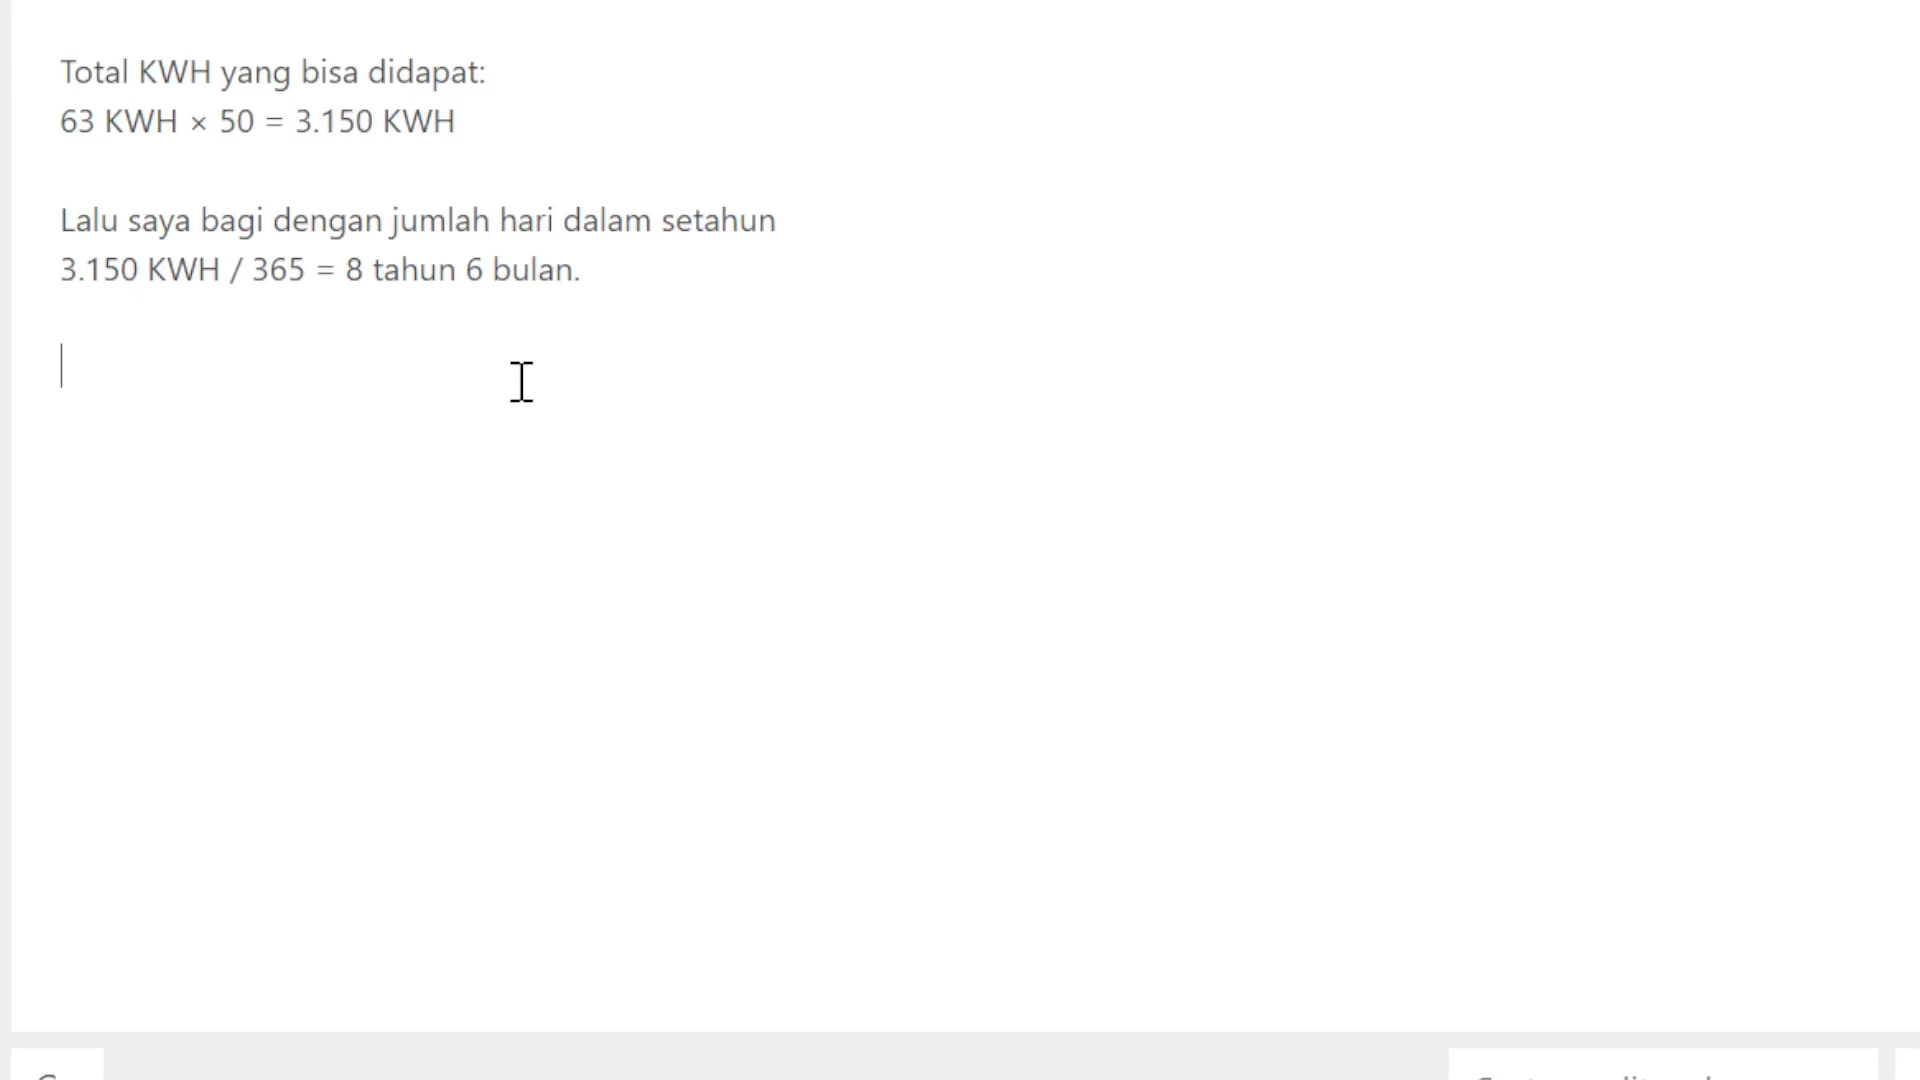 Total KWH yang bisa didapat:
63 KWH × 50 = 3.150 KWH
Lalu saya bagi dengan jumlah hari dalam setahun
3.150 KWH / 365 = 8 tahun 6 bulan.